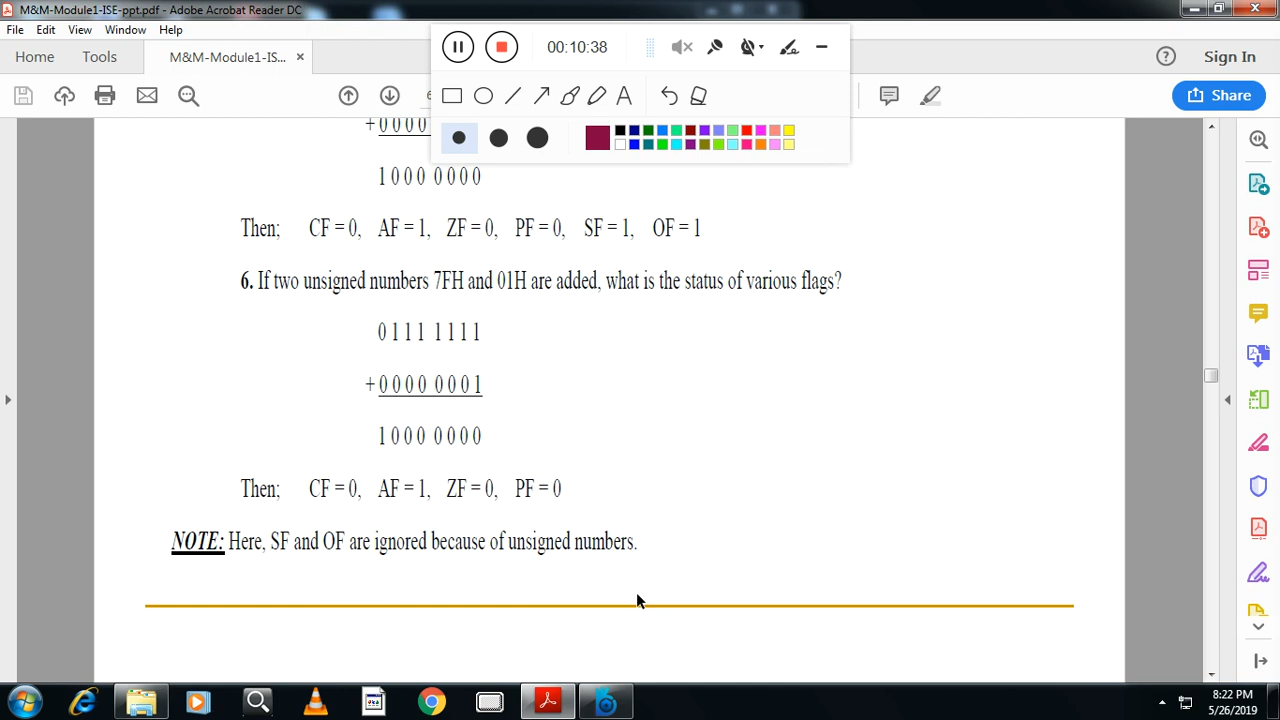 M&M-Module1-ISE-ppt.pdf - Adobe Acrobat Reader DC
File Edit View Window Help
00:10:38
Home Tools M&M-Module1-IS... × Sign In
Share
A
+0000
1000 0000
Then; CF = 0, AF = 1, ZF = 0, PF = 0, SF = 1, OF = 1
6. If two unsigned numbers 7FH and 01H are added, what is the status of various flags?
0111 1111
+0000 0001
1000 0000
Then; CF = 0, AF = 1, ZF = 0, PF = 0
NOTE: Here, SF and OF are ignored because of unsigned numbers.
8:22 PM
5/26/2019